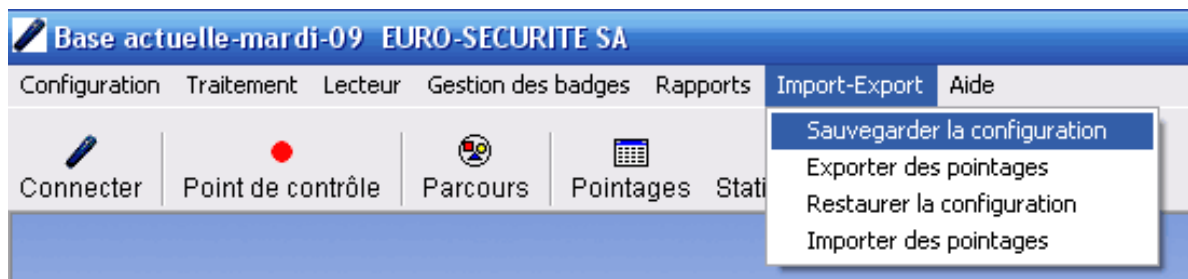 Base actuelle-mardi-09 EURO-SECURITE SA
Configuration Traitement Lecteur Gestion des badges Rapports Import-Export Aide
Sauvegarder la configuration
Exporter des pointages
Restaurer la configuration
Importer des pointages
Connecter Point de contrôle Parcours Pointages Stati